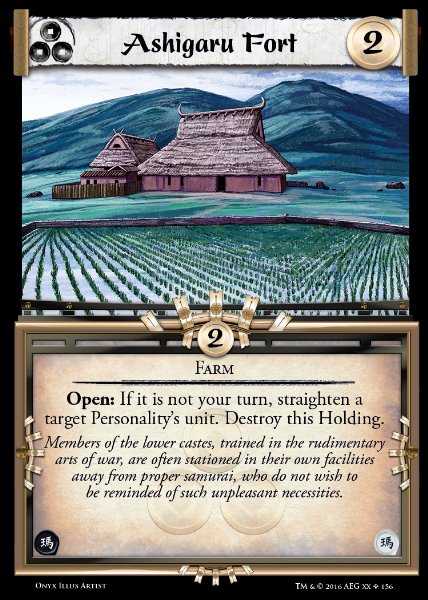 Ashigaru Fort
2
2
Farm
Open: If it is not your turn, straighten a
target Personality's unit. Destroy this Holding.
Members of the lower castes, trained in the rudimentary
arts of war, are often stationed in their own facilities
away from proper samurai, who do not wish to
be reminded of such unpleasant necessities.
瑪
瑪
Onyx Illus Artist
TM & © 2016 AEG XX ❖ 156